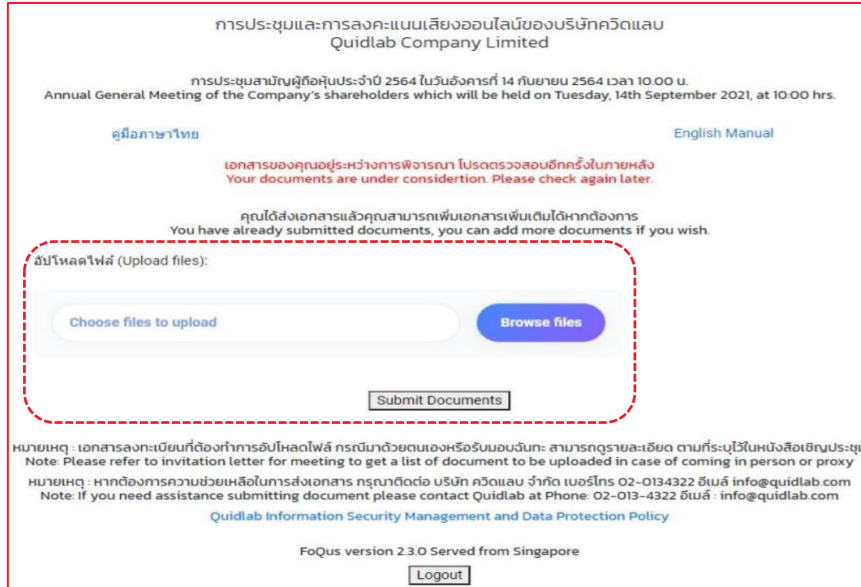 การประชุมและการลงคะแนนเสียงออนไลน์ของบริษัทควิดแลบ
Quidlab Company Limited
การประชุมสามัญผู้ถือหุ้นประจำปี 2564 ในวันอังคารที่ 14 กันยายน 2564 เวลา 10.00 น.
Annual General Meeting of the Company's shareholders which will be held on Tuesday, 14th September 2021, at 10:00 hrs.
คู่มือภาษาไทย
English Manual
เอกสารของคุณอยู่ระหว่างการพิจารณา โปรดตรวจสอบอีกครั้งในภายหลัง
Your documents are under considertion. Please check again later.
คุณได้ส่งเอกสารแล้วคุณสามารถเพิ่มเอกสารเพิ่มเติมได้หากต้องการ
You have already submitted documents, you can add more documents if you wish.
อัปโหลดไฟล์ (Upload files):
Choose files to upload
Browse files
Submit Documents
หมายเหตุ : เอกสารลงทะเบียนที่ต้องทำการอัปโหลดไฟล์ กรณีมาด้วยตนเองหรือรับมอบฉันทะ สามารถดูรายละเอียด ตามที่ระบุไว้ในหนังสือเชิญประชุ
Note: Please refer to invitation letter for meeting to get a list of document to be uploaded in case of coming in person or proxy
หมายเหตุ : หากต้องการความช่วยเหลือในการส่งเอกสาร กรุณาติดต่อ บริษัท ควิดแลบ จำกัด เบอร์โทร 02-0134322 อีเมล์ : info@quidlab.com
Note: If you need assistance submitting document please contact Quidlab at Phone: 02-013-4322 อีเมล์ : info@quidlab.com
Quidlab Information Security Management and Data Protection Policy
FoQus version 2.3.0 Served from Singapore
Logout